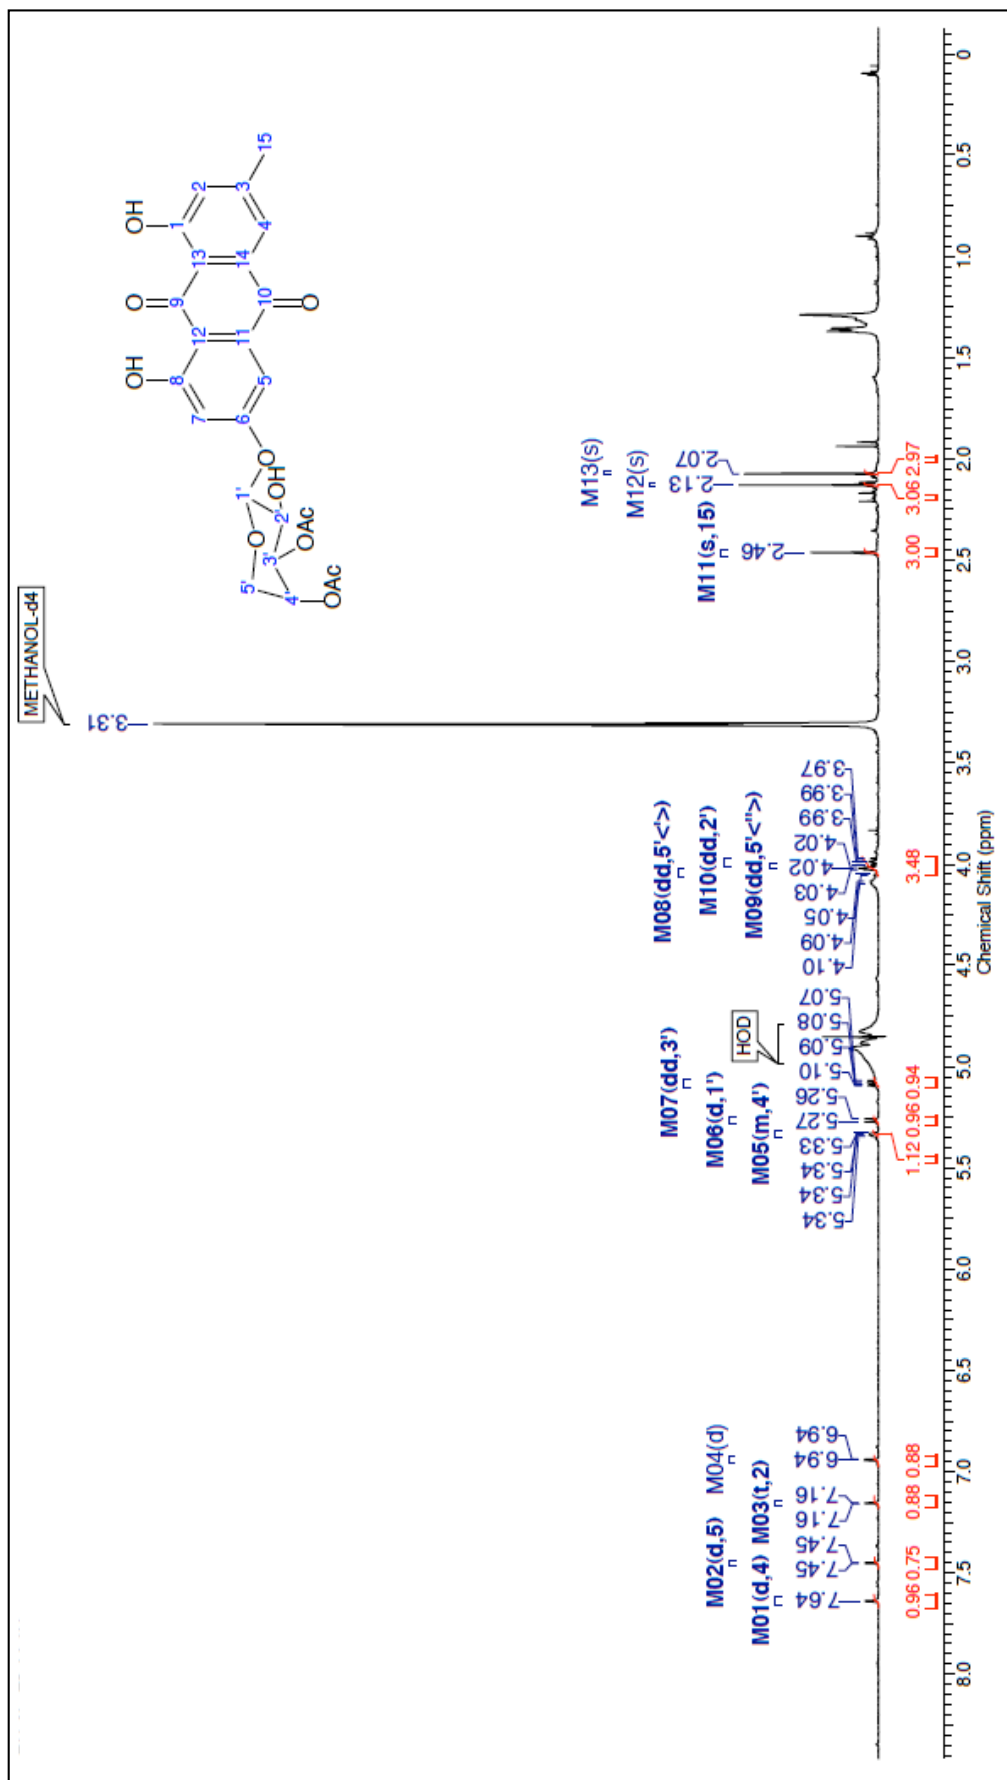 METHANOL-d4
3.31
OH
O
OH
O
1
2
3
4
5
6
7
8
9
10
11
12
13
14
15
O
O
OH
OAc
OAc
1'
2'
3'
4'
5'
M13(s)
M12(s)
M11(s,15)
2.07
2.13
2.46
M08(dd,5'<'>)
M10(dd,2')
M09(dd,5'<''>)
3.97
3.99
3.99
4.02
4.02
4.03
4.05
4.09
4.10
M07(dd,3')
M06(d,1')
M05(m,4')
HOD
5.07
5.08
5.09
5.10
5.26
5.27
5.33
5.34
5.34
5.34
M02(d,5)
M04(d)
M01(d,4)
M03(t,2)
6.94
6.94
7.16
7.16
7.45
7.45
7.64
0.96 0.75 0.88 0.88 1.12 0.96 0.94 3.48 3.00 3.06 2.97
8.0 7.5 7.0 6.5 6.0 5.5 5.0 4.5 4.0 3.5 3.0 2.5 2.0 1.5 1.0 0.5 0
Chemical Shift (ppm)